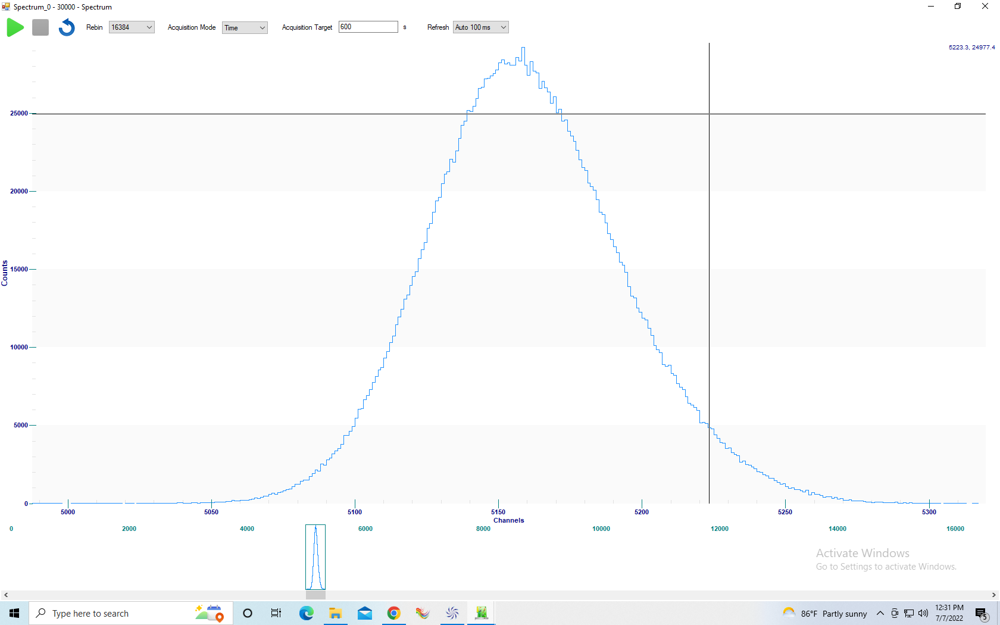 Spectrum_0 - 30000 - Spectrum
Rebin 16384 Acquisition Mode Time Acquisition Target 600 s Refresh Auto 100 ms
5223.3, 24977.4
25000
20000
15000
Counts
10000
5000
0
5000 5050 5100 5150 5200 5250 5300
Channels
0 2000 4000 6000 8000 10000 12000 14000 16000
Activate Windows
Go to Settings to activate Windows.
Type here to search
86°F Partly sunny
12:31 PM
7/7/2022
5